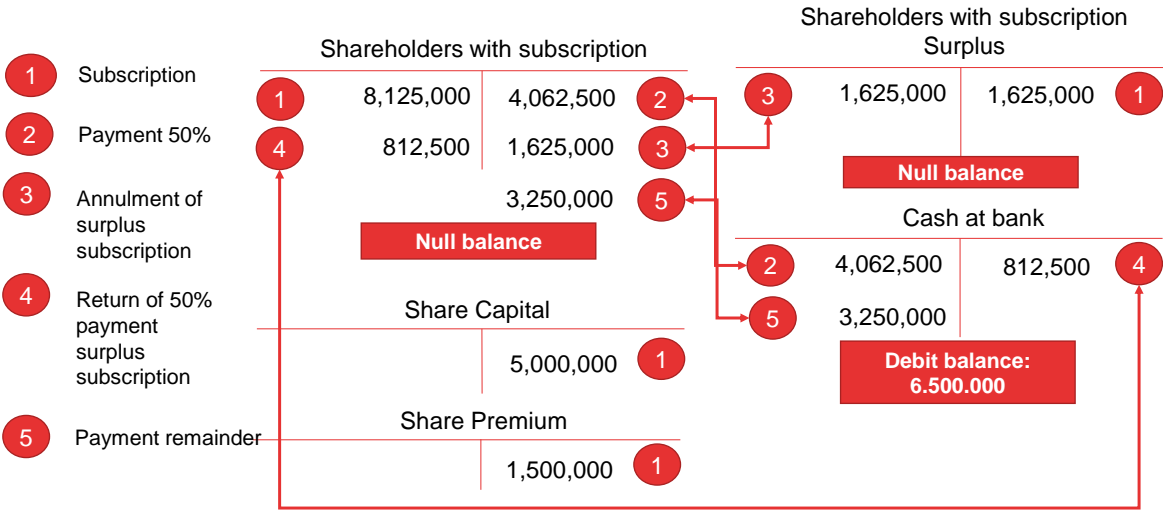 1 Subscription
2 Payment 50%
3 Annulment of
surplus
subscription
4 Return of 50%
payment
surplus
subscription
5 Payment remainder
Shareholders with subscription
1 8,125,000 4,062,500 2
4 812,500 1,625,000 3
3,250,000 5
Null balance
Share Capital
5,000,000 1
Share Premium
1,500,000 1
Shareholders with subscription
Surplus
3 1,625,000 1,625,000 1
Null balance
Cash at bank
2 4,062,500 812,500 4
5 3,250,000
Debit balance:
6.500.000